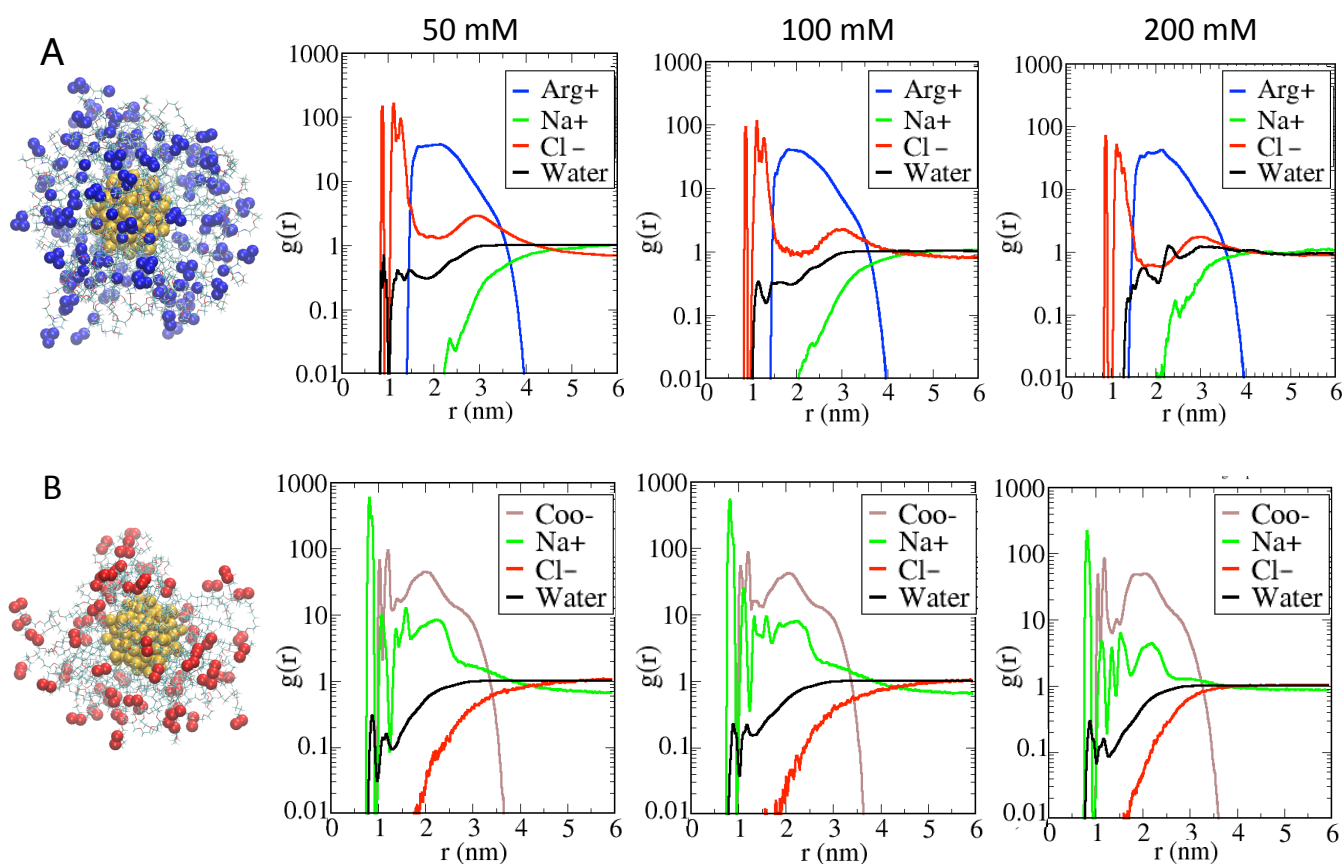 50 mM 100 mM 200 mM
A
1000 1000 1000
100 100 100
10 10 10
1 1 1
0.1 0.1 0.1
0.01 0.01 0.01
g(r) g(r) g(r)
Arg+ Arg+ Arg+
Na+ Na+ Na+
Cl− Cl− Cl−
Water Water Water
0 1 2 3 4 5 6 0 1 2 3 4 5 6 0 1 2 3 4 5 6
r (nm) r (nm) r (nm)
B
1000 1000 1000
100 100 100
10 10 10
1 1 1
0.1 0.1 0.1
0.01 0.01 0.01
g(r) g(r) g(r)
Coo- Coo- Coo-
Na+ Na+ Na+
Cl− Cl− Cl−
Water Water Water
0 1 2 3 4 5 6 0 1 2 3 4 5 6 0 1 2 3 4 5 6
r (nm) r (nm) r (nm)